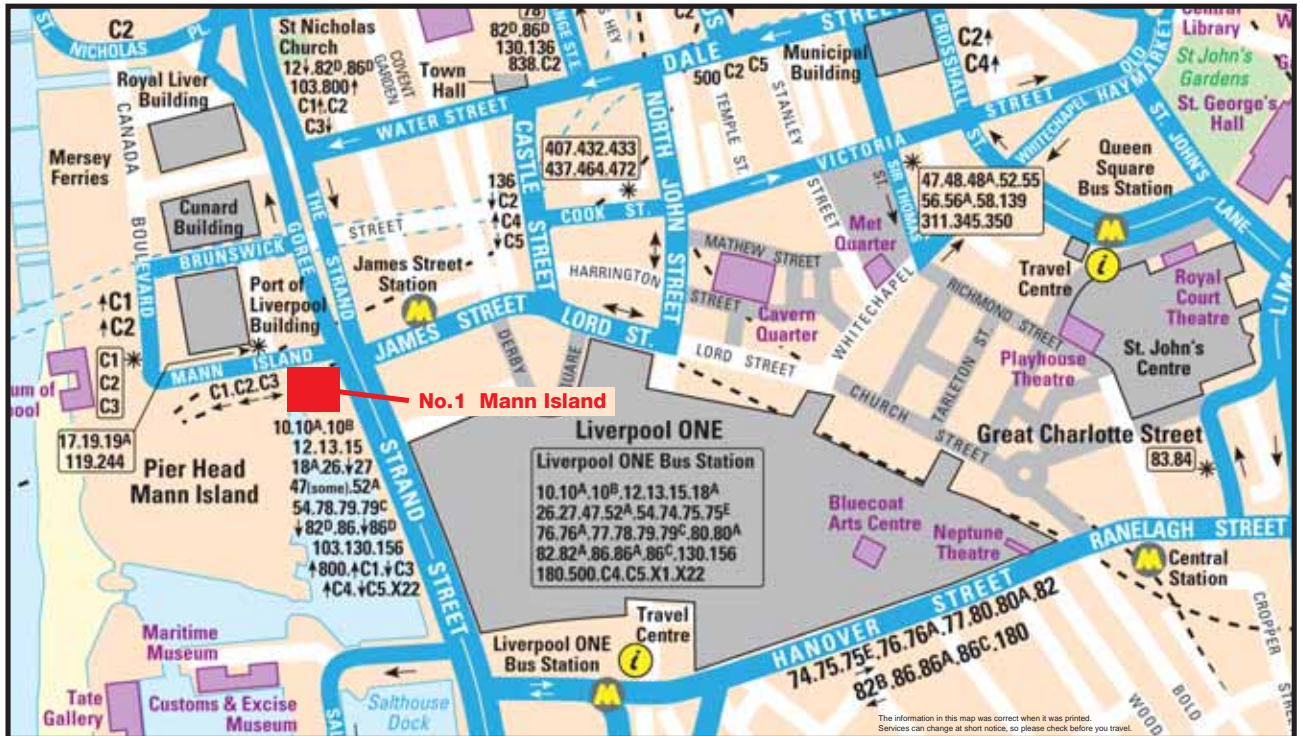 ST.
NICHOLAS
PL.
C2
Royal Liver
Building
Mersey
Ferries
CANADA
BOULEVARD
Cunard
Building
BRUNSWICK
STREET
Port of
Liverpool
Building
↑C1
↑C2
C1
C2
C3
MANN ISLAND
C1.C2.C3
17.19.19A
119.244
Pier Head
Mann Island
St Nicholas
Church
12↓.82D.86D
103.800↑
C1↑.C2
C3↓
COVENT
GARDEN
Town
Hall
78
82D.86D
130.136
838.C2
WATER STREET
THE STRAND
GOREE
James Street
Station
JAMES STREET
CASTLE STREET
136
↓C2
↑C4
↓C5
407.432.433
437.464.472
COOK ST.
DALE STREET
500 C2 C5
NORTH JOHN STREET
TEMPLE ST.
STANLEY
STREET
Municipal
Building
CROSSHALL
ST.
C2↑
C4↑
VICTORIA STREET
SIR THOMAS
ST.
OLD
HAYMARKET
WHITECHAPEL
Central
Library
St John's
Gardens
St. George's
Hall
ST. JOHN'S
LANE
Queen
Square
Bus Station
47.48.48A.52.55
56.56A.58.139
311.345.350
Met
Quarter
MATHEW STREET
HARRINGTON
STREET
Cavern
Quarter
WHITECHAPEL
LORD ST.
LORD STREET
DERBY
SQUARE
RICHMOND STREET
TARLETON ST.
CHURCH
STREET
Travel
Centre
i
Royal
Court
Theatre
Playhouse
Theatre
St. John's
Centre
Great Charlotte Street
83.84
No.1 Mann Island
10.10A.10B
12.13.15
18A.26.↓27
47(some).52A
54.78.79.79C
↓82D.86.↓86D
103.130.156
↑800.↑C1.↓C3
↑C4.↓C5.X22
STRAND STREET
Liverpool ONE
Liverpool ONE Bus Station
10.10A.10B.12.13.15.18A
26.27.47.52A.54.74.75.75E
76.76A.77.78.79.79C.80.80A
82.82A.86.86A.86C.130.156
180.500.C4.C5.X1.X22
Bluecoat
Arts Centre
Neptune
Theatre
RANELAGH STREET
Central
Station
CROPPER
HANOVER STREET
74.75.75E.76.76A.77.80.80A.82
82B.86.86A.86C.180
WOOD
BOLD
Liverpool ONE
Bus Station
Travel
Centre
i
Maritime
Museum
Tate
Gallery
Customs & Excise
Museum
Salthouse
Dock
The information in this map was correct when it was printed.
Services can change at short notice, so please check before you travel.